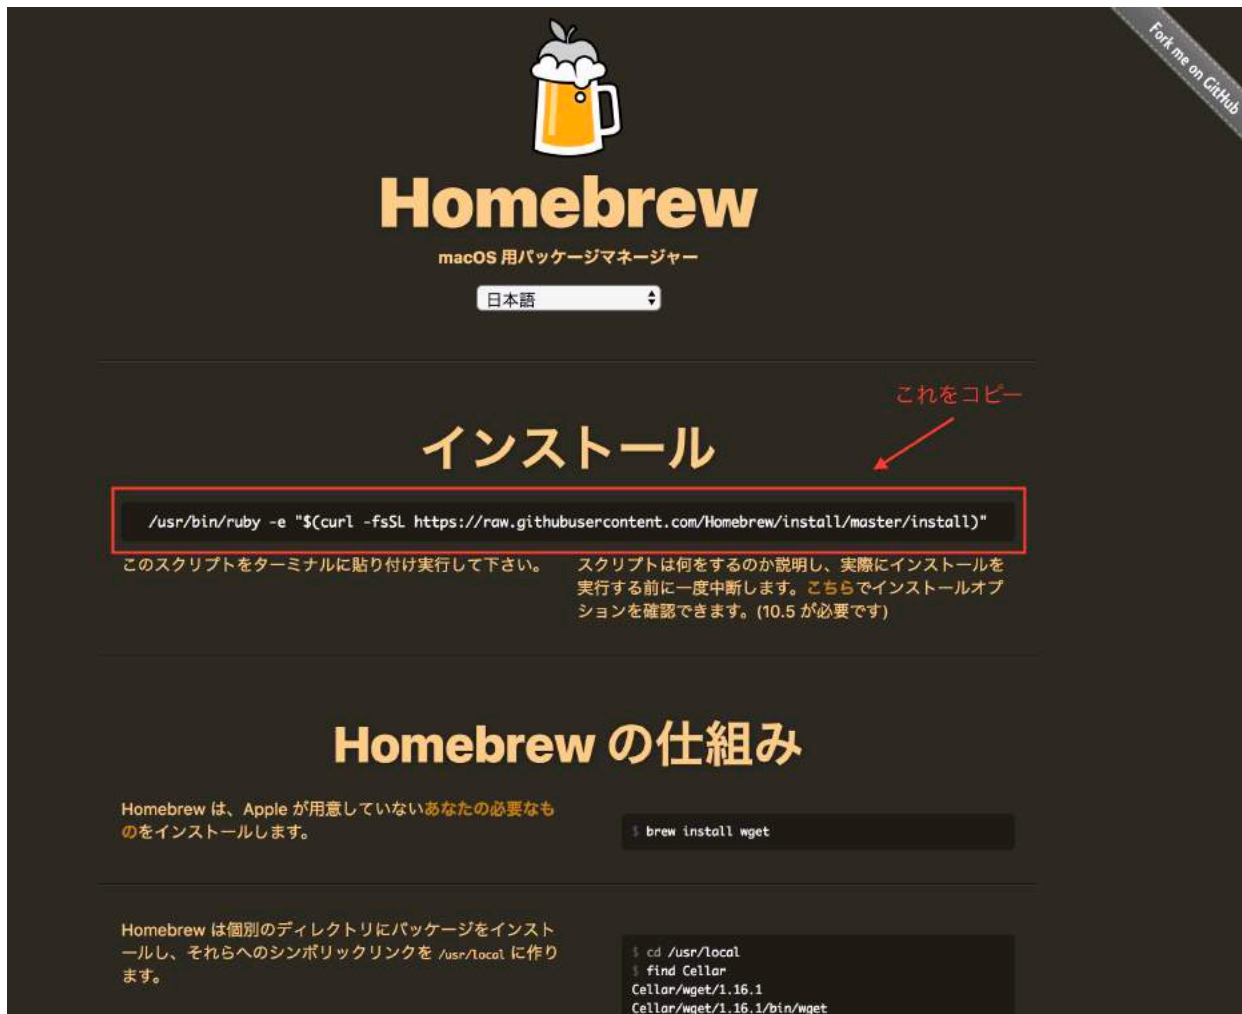 Fork me on GitHub
Homebrew
macOS 用パッケージマネージャー
日本語
これをコピー
インストール
/usr/bin/ruby -e "$(curl -fsSL https://raw.githubusercontent.com/Homebrew/install/master/install)"
このスクリプトをターミナルに貼り付け実行して下さい。
スクリプトは何をするのか説明し、実際にインストールを
実行する前に一度中断します。こちらでインストールオプ
ションを確認できます。(10.5 が必要です)
Homebrew の仕組み
Homebrew は、Apple が用意していないあなたの必要なも
のをインストールします。
$ brew install wget
Homebrew は個別のディレクトリにパッケージをインスト
ールし、それらへのシンボリックリンクを /usr/local に作り
ます。
$ cd /usr/local
$ find Cellar
Cellar/wget/1.16.1
Cellar/wget/1.16.1/bin/wget